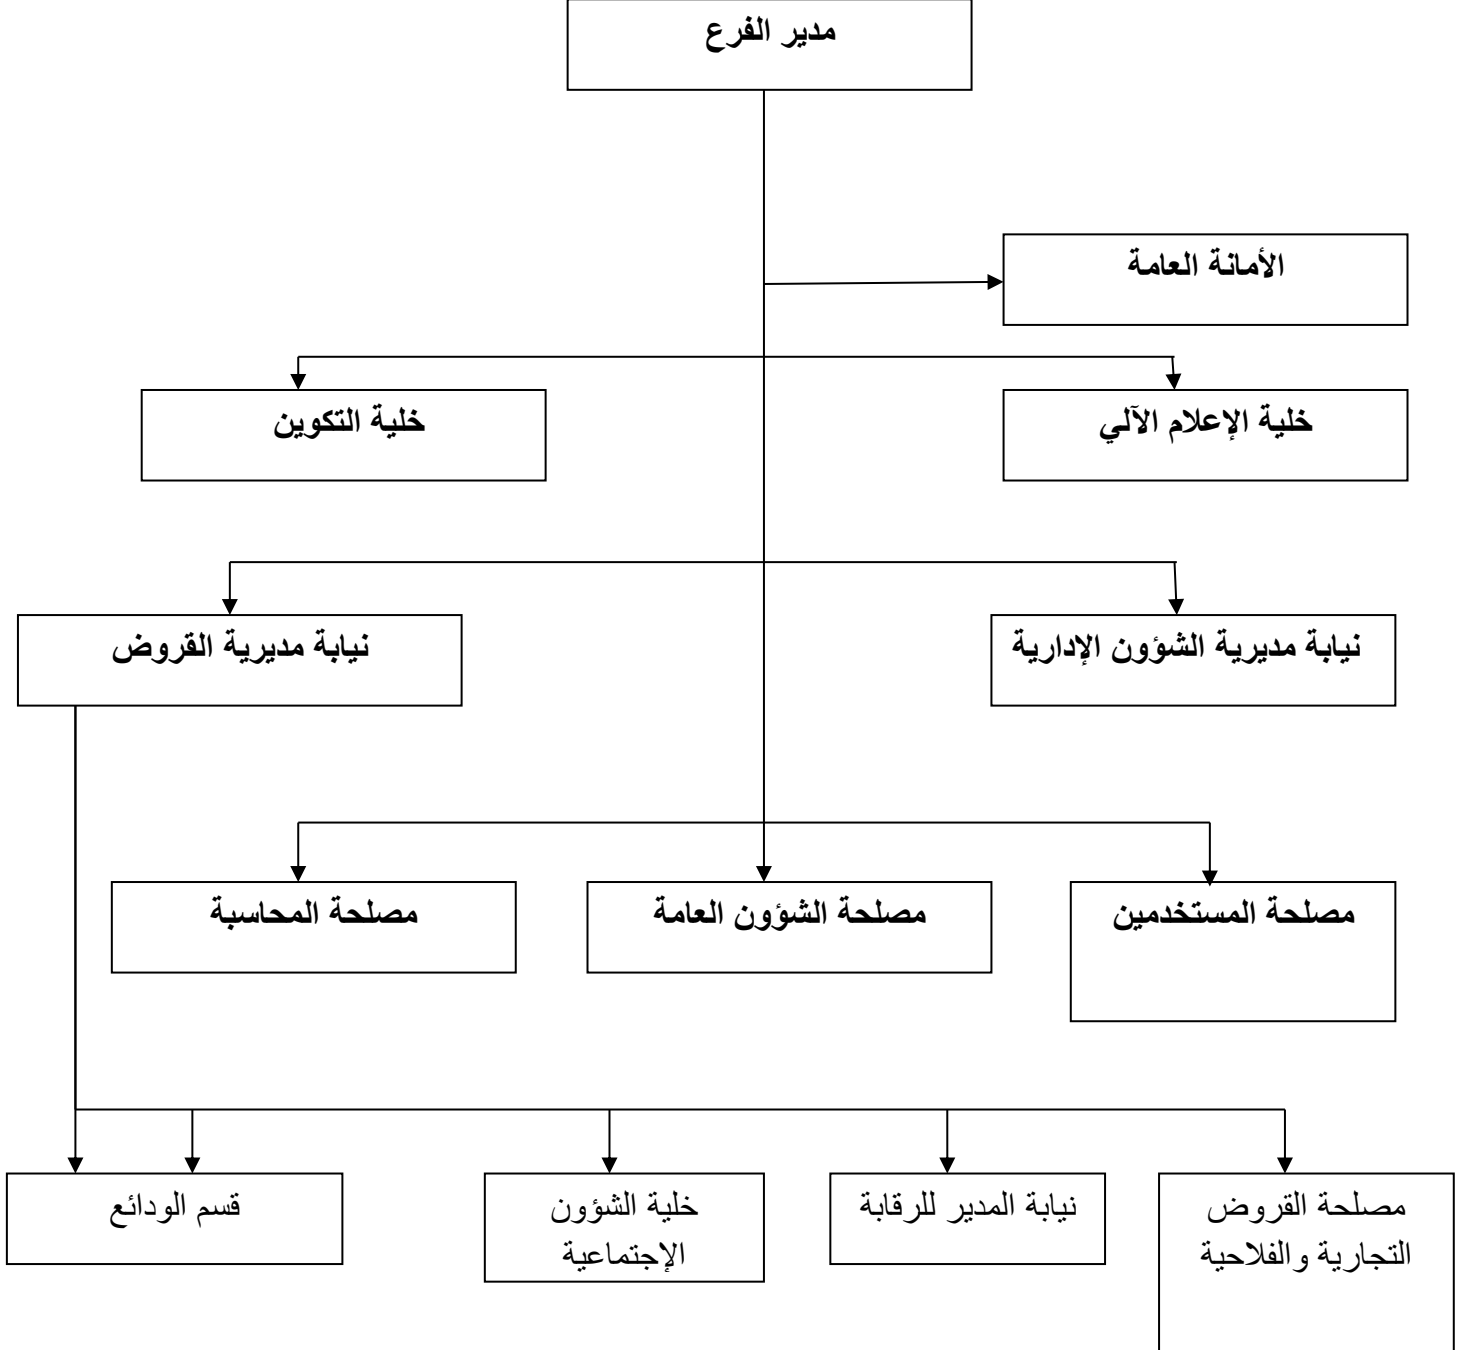 مدير الفرع
الأمانة العامة
خلية الإعلام الآلي
خلية التكوين
نيابة مديرية الشؤون الإدارية
نيابة مديرية القروض
مصلحة المستخدمين
مصلحة الشؤون العامة
مصلحة المحاسبة
مصلحة القروض
التجارية والفلاحية
نيابة المدير للرقابة
خلية الشؤون
الإجتماعية
قسم الودائع